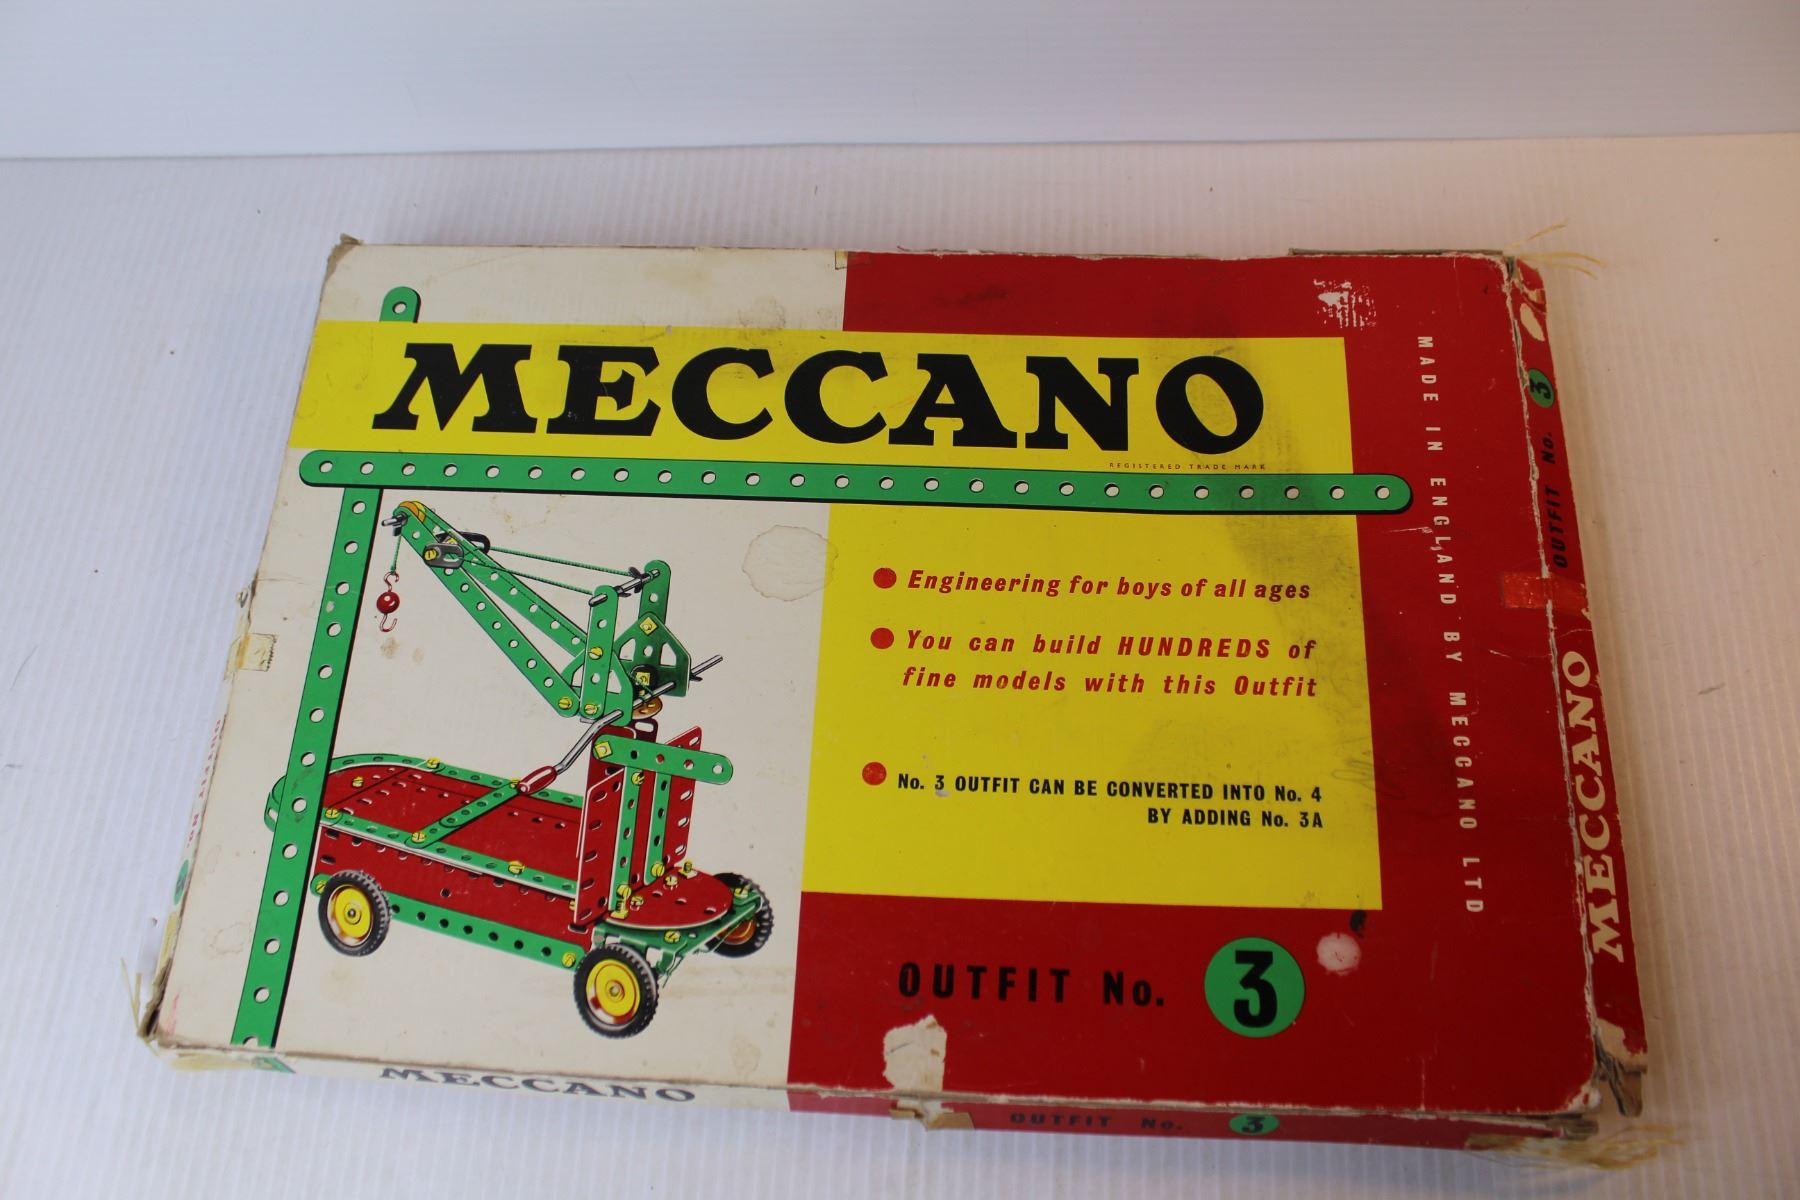 MECCANO
REGISTERED TRADE MARK
Engineering for boys of all ages
You can build HUNDREDS of
fine models with this Outfit
No. 3 OUTFIT CAN BE CONVERTED INTO No. 4
BY ADDING No. 3A
OUTFIT No. 3
MADE IN ENGLAND BY MECCANO LTD
MECCANO OUTFIT No. 3
MECCANO
OUTFIT No. 3